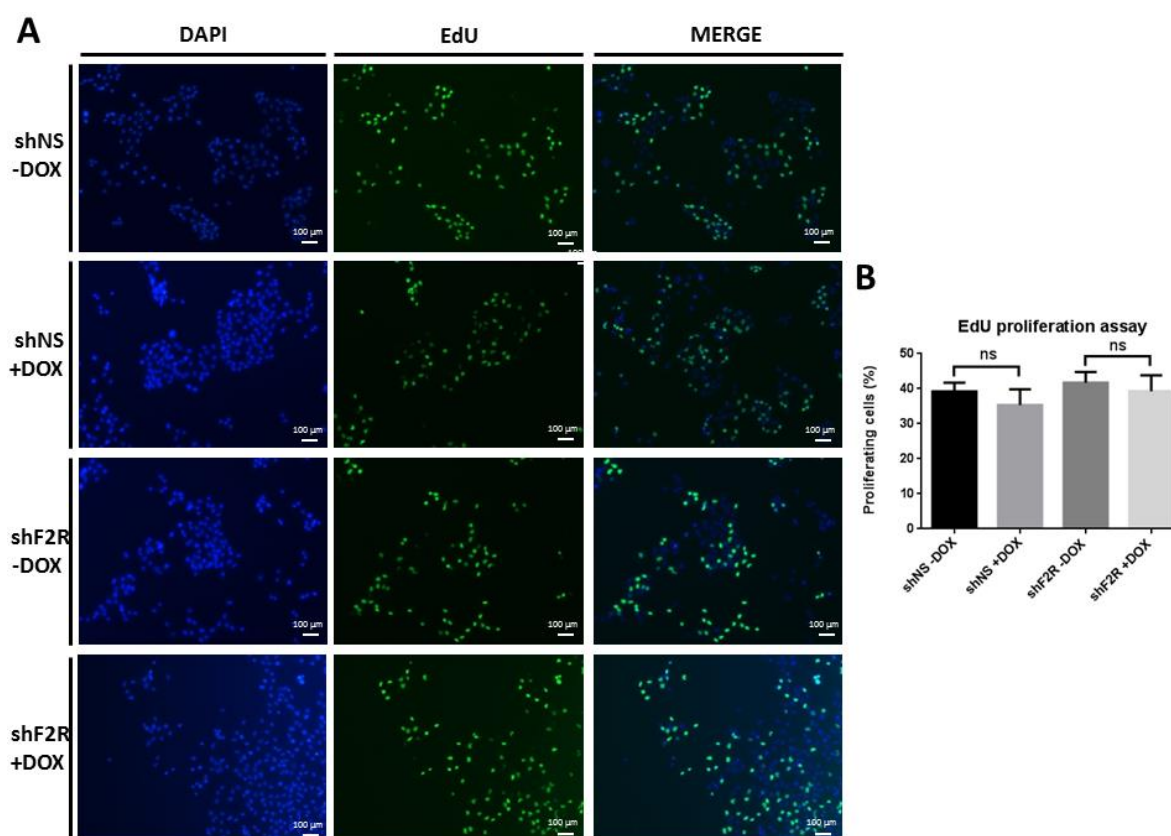 A
DAPI EdU MERGE
shNS
-DOX
100 µm 100 µm 100 µm
shNS
+DOX
100 µm 100 µm 100 µm
shF2R
-DOX
100 µm 100 µm 100 µm
shF2R
+DOX
100 µm 100 µm 100 µm
B
EdU proliferation assay
ns ns
Proliferating cells (%)
50
40
30
20
10
0
shNS -DOX shNS +DOX shF2R -DOX shF2R +DOX